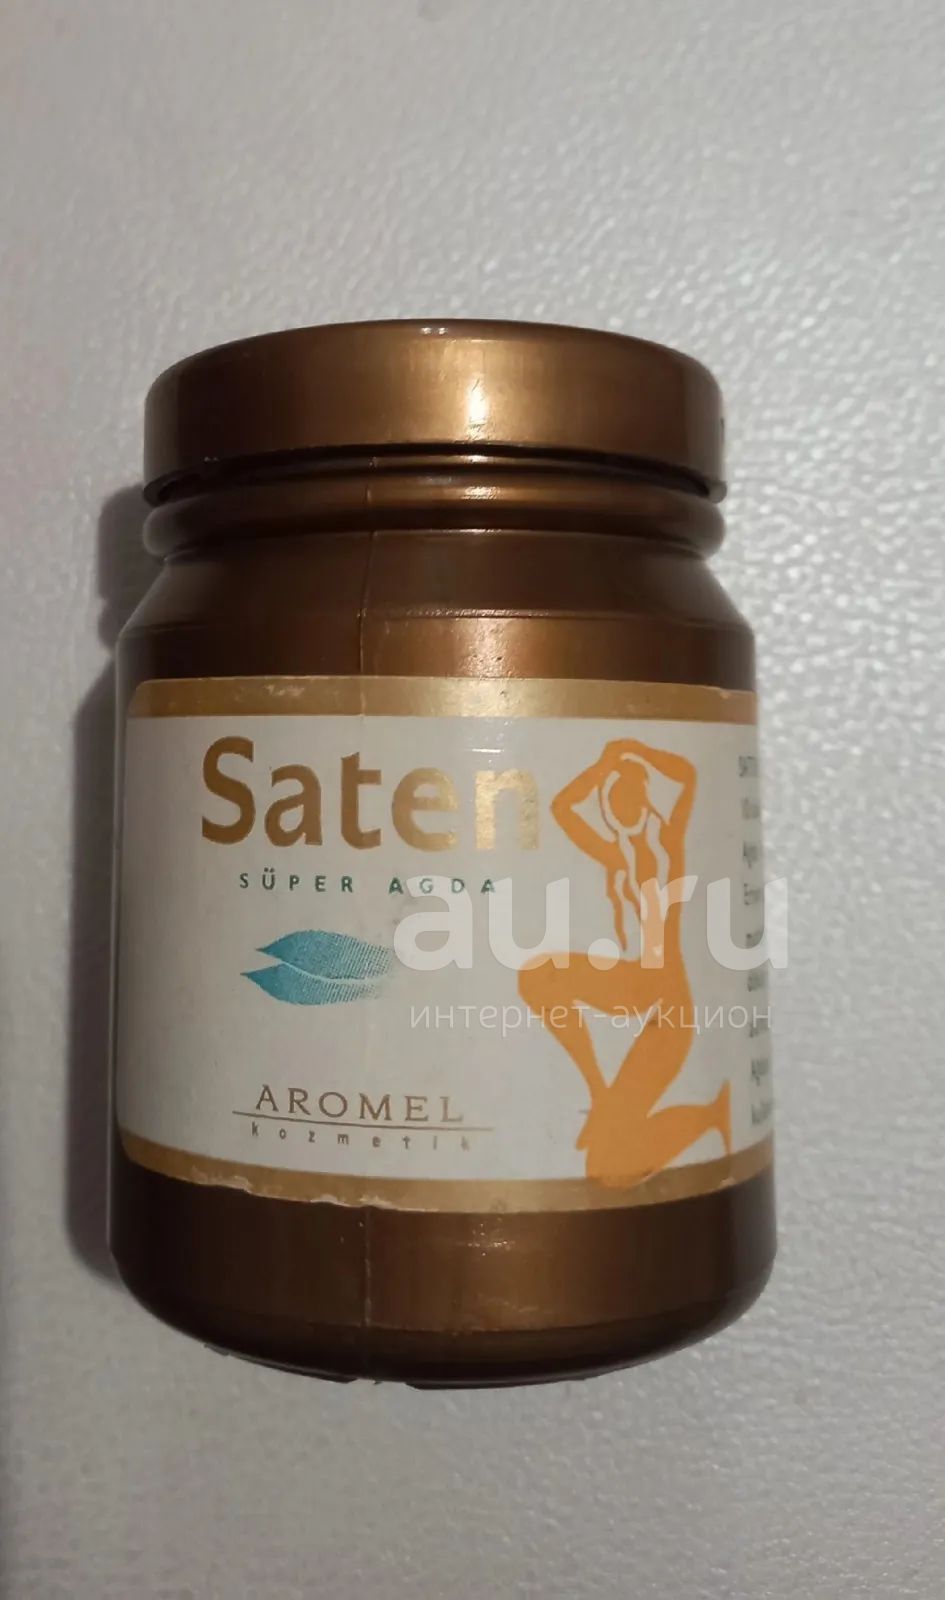 Saten
SÜPER AGDA
AROMEL
kozmetik
au.ru
интернет-аукцион